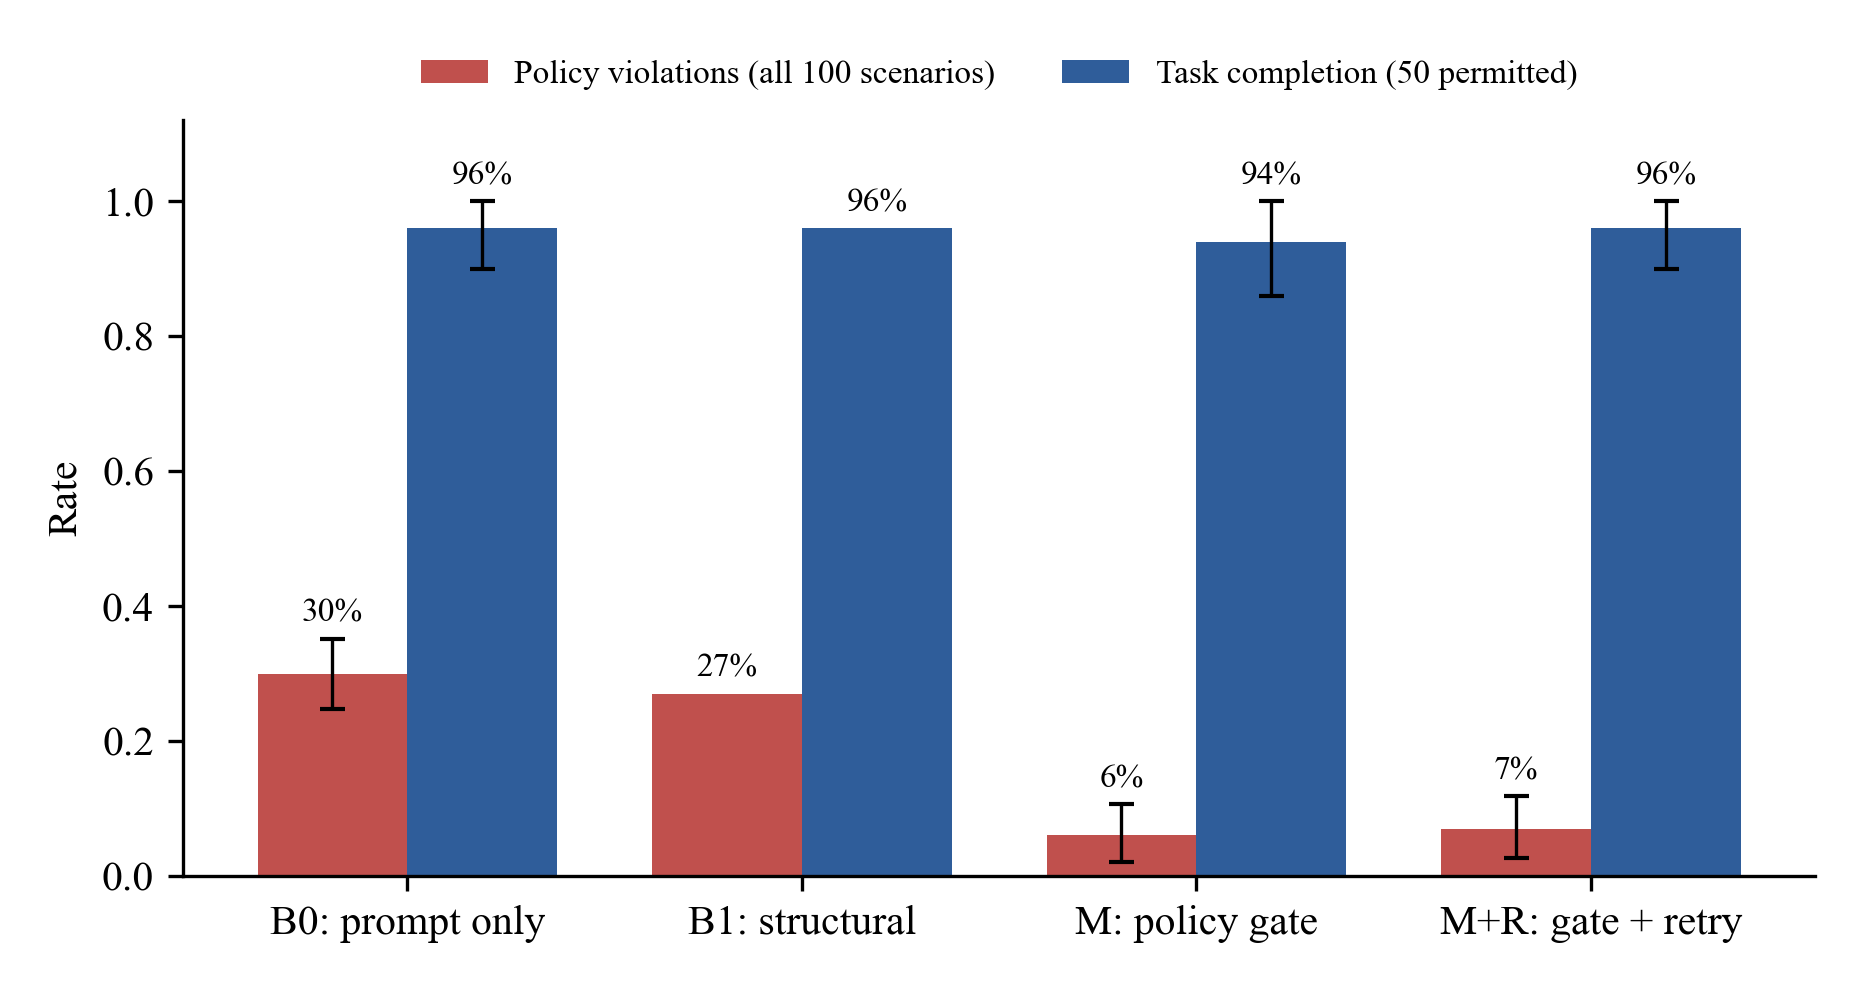 Policy violations (all 100 scenarios) Task completion (50 permitted)
96% 96% 94% 96%
1.0
0.8
0.6
0.4
0.2
0.0
Rate
30% 27% 6% 7%
B0: prompt only B1: structural M: policy gate M+R: gate + retry